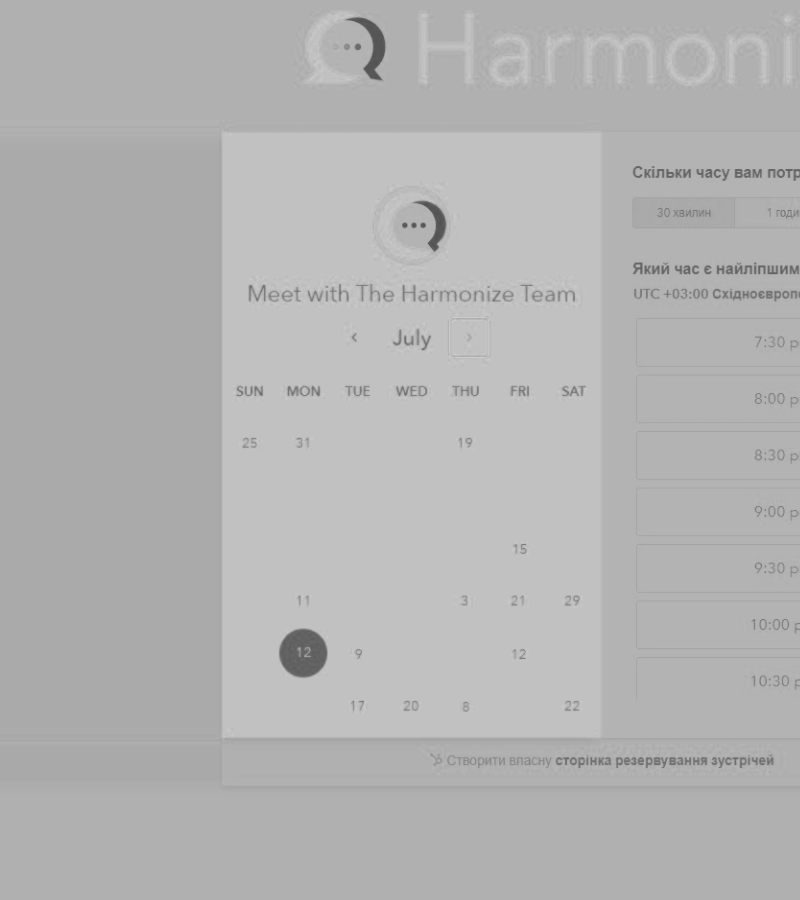 Harmoni
Meet with The Harmonize Team
July
SUN MON TUE WED THU FRI SAT
25 31 19
15
11 3 21 29
12 9 12
17 20 8 22
Скільки часу вам потр
30 хвилин 1 годи
Який час є найліпшим
UTC +03:00 Східноєвропе
7:30 p
8:00 p
8:30 p
9:00 p
9:30 p
10:00 p
10:30 p
Створити власну сторінка резервування зустрічей